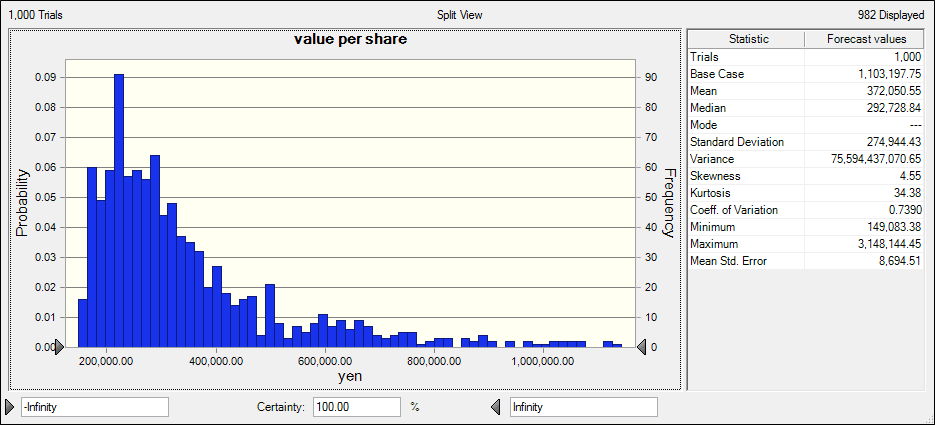 1,000 Trials
Split View
982 Displayed
value per share
Probability
0.09
0.08
0.07
0.06
0.05
0.04
0.03
0.02
0.01
0.00
90
80
70
60
50
40
30
20
10
0
Frequency
200,000.00 400,000.00 600,000.00 800,000.00 1,000,000.00
yen
Statistic Forecast values
Trials 1,000
Base Case 1,103,197.75
Mean 372,050.55
Median 292,728.84
Mode ---
Standard Deviation 274,944.43
Variance 75,594,437,070.65
Skewness 4.55
Kurtosis 34.38
Coeff. of Variation 0.7390
Minimum 149,083.38
Maximum 3,148,144.45
Mean Std. Error 8,694.51
-Infinity Certainty: 100.00 % Infinity